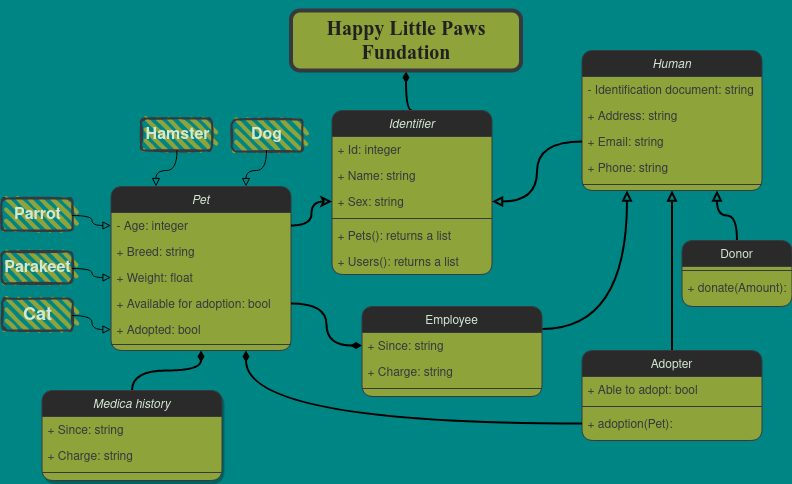 Happy Little Paws
Fundation
Human
- Identification document: string
+ Address: string
+ Email: string
+ Phone: string
Identifier
+ Id: integer
+ Name: string
+ Sex: string
+ Pets(): returns a list
+ Users(): returns a list
Hamster
Dog
Parrot
Parakeet
Cat
Pet
- Age: integer
+ Breed: string
+ Weight: float
+ Available for adoption: bool
+ Adopted: bool
Donor
+ donate(Amount):
Employee
+ Since: string
+ Charge: string
Adopter
+ Able to adopt: bool
+ adoption(Pet):
Medica history
+ Since: string
+ Charge: string